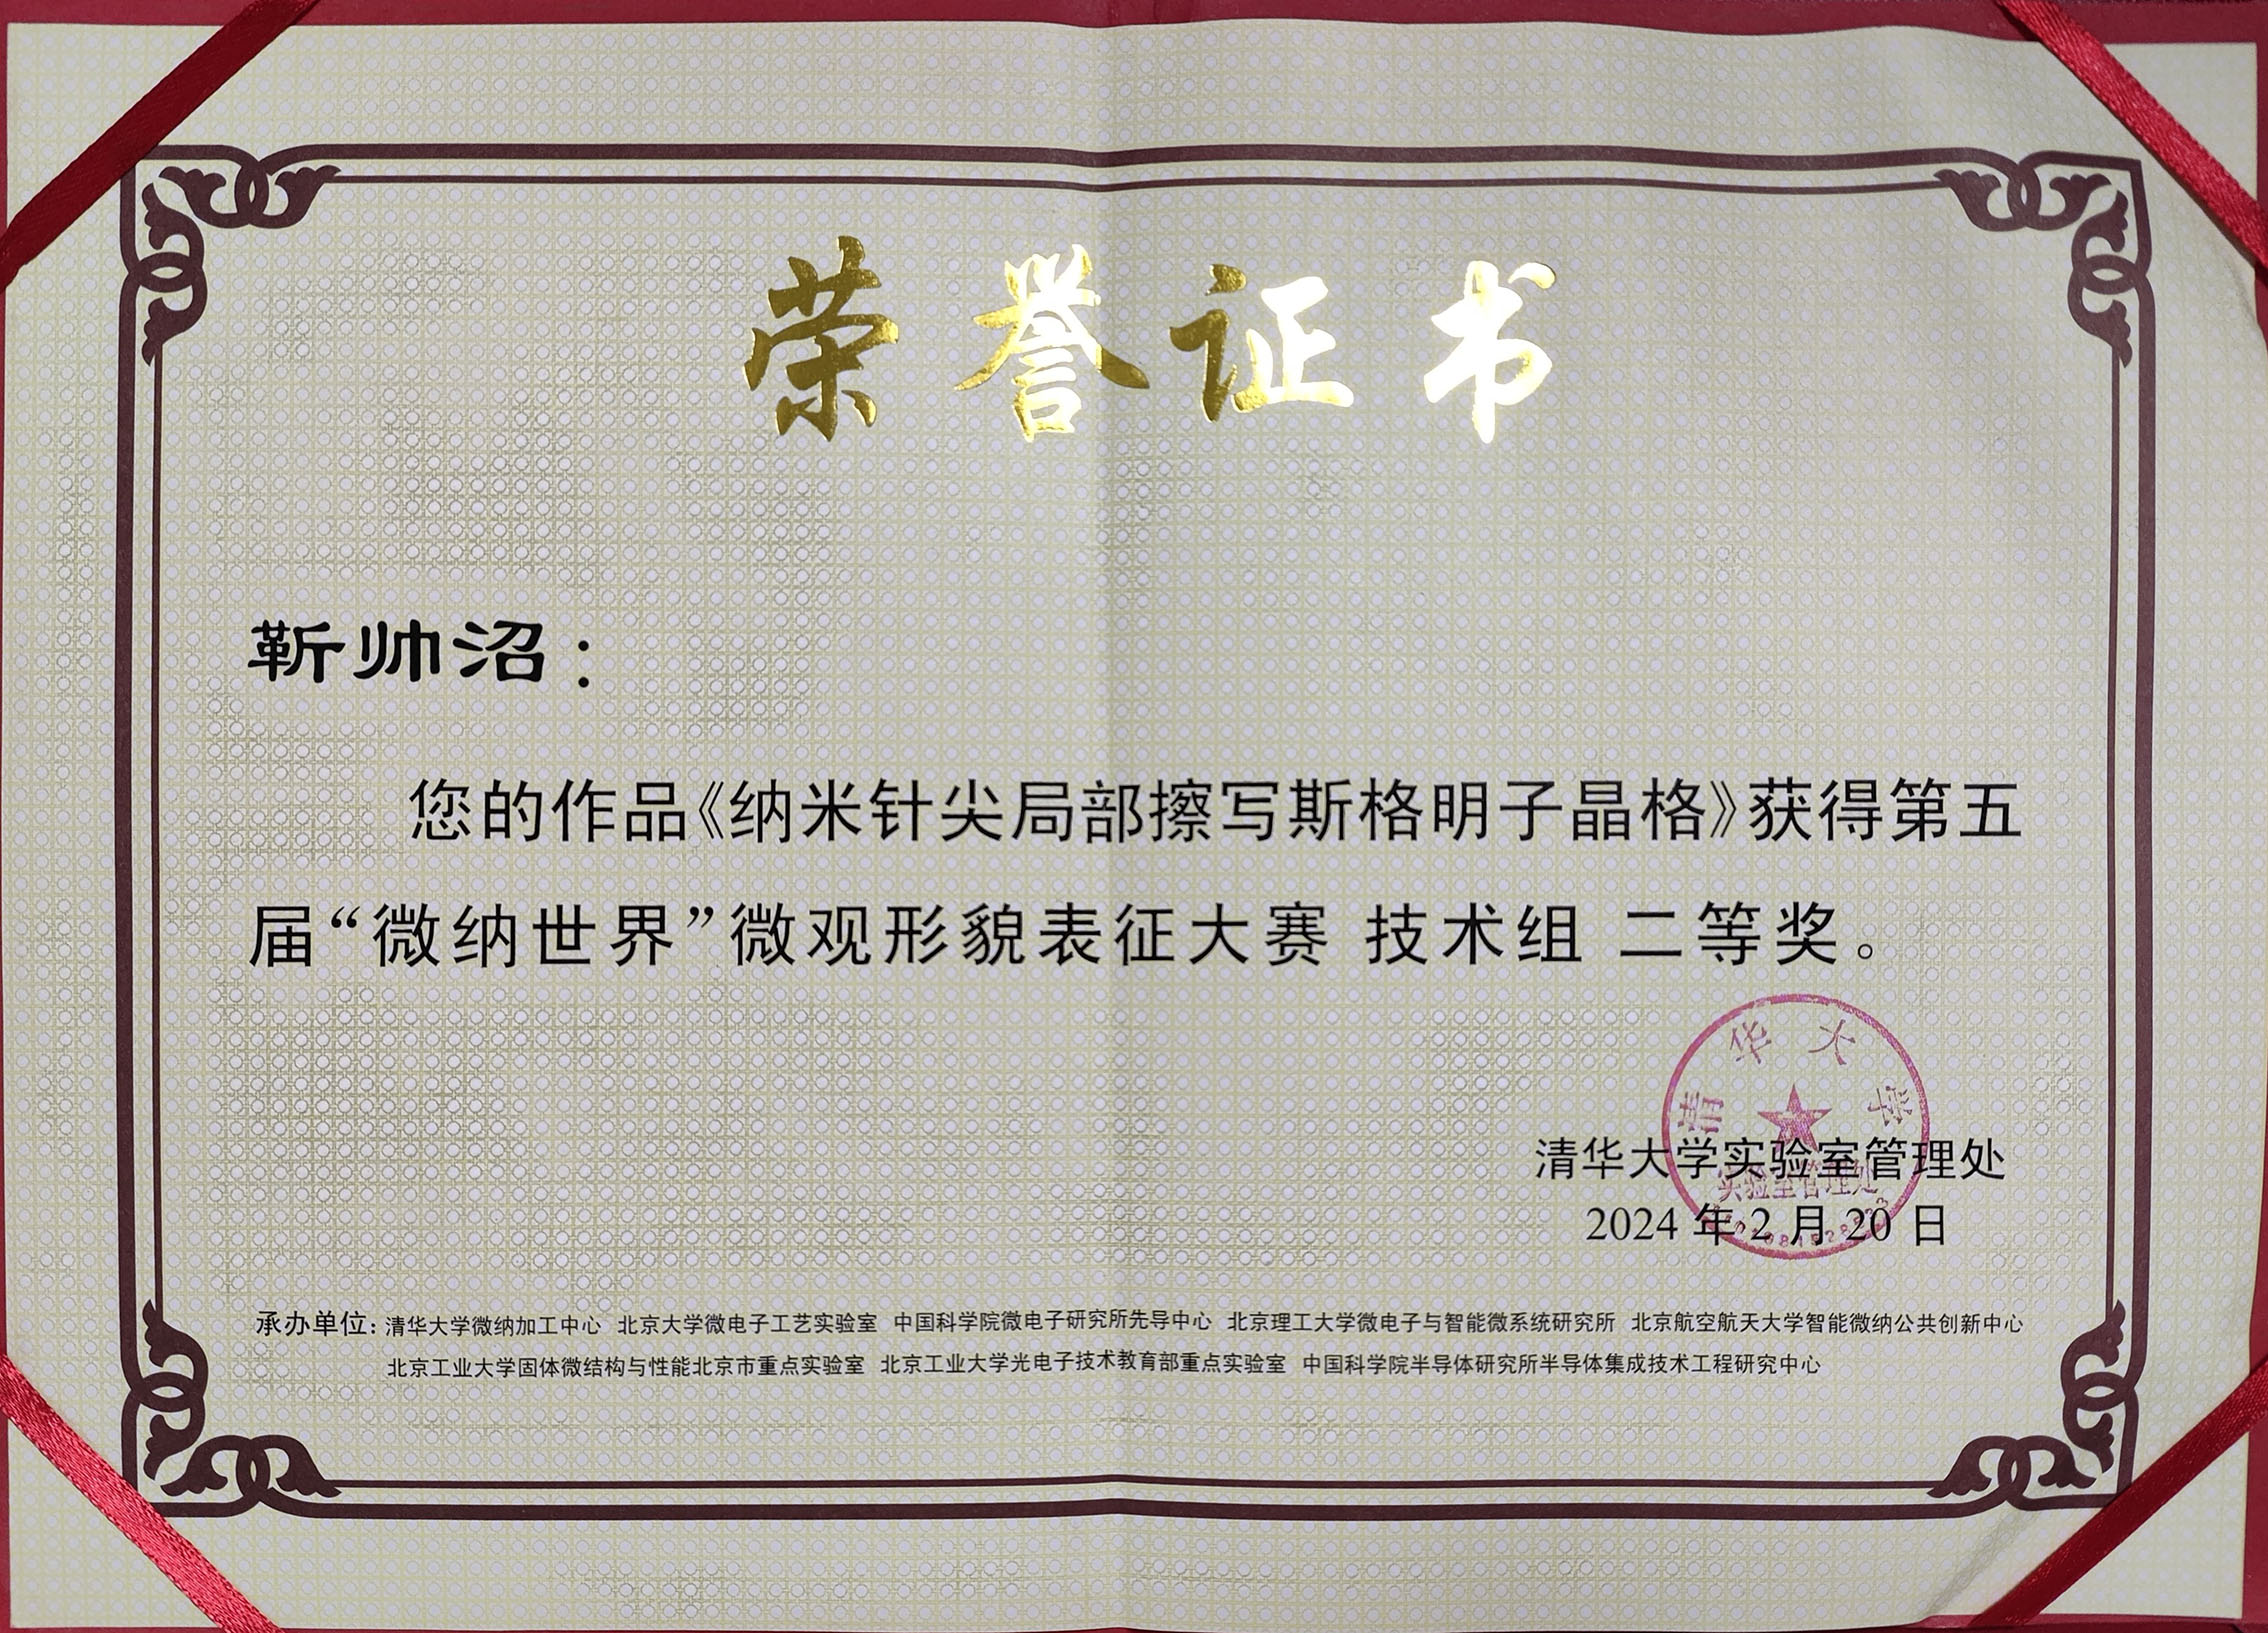 荣誉证书
靳帅沼：
您的作品《纳米针尖局部擦写斯格明子晶格》获得第五
届“微纳世界”微观形貌表征大赛 技术组 二等奖。
清华大学
实验室管理处
清华大学实验室管理处
2024 年 2 月 20 日
承办单位：清华大学微纳加工中心 北京大学微电子工艺实验室 中国科学院微电子研究所先导中心 北京理工大学微电子与智能微系统研究所 北京航空航天大学智能微纳公共创新中心
北京工业大学固体微结构与性能北京市重点实验室 北京工业大学光电子技术教育部重点实验室 中国科学院半导体研究所半导体集成技术工程研究中心